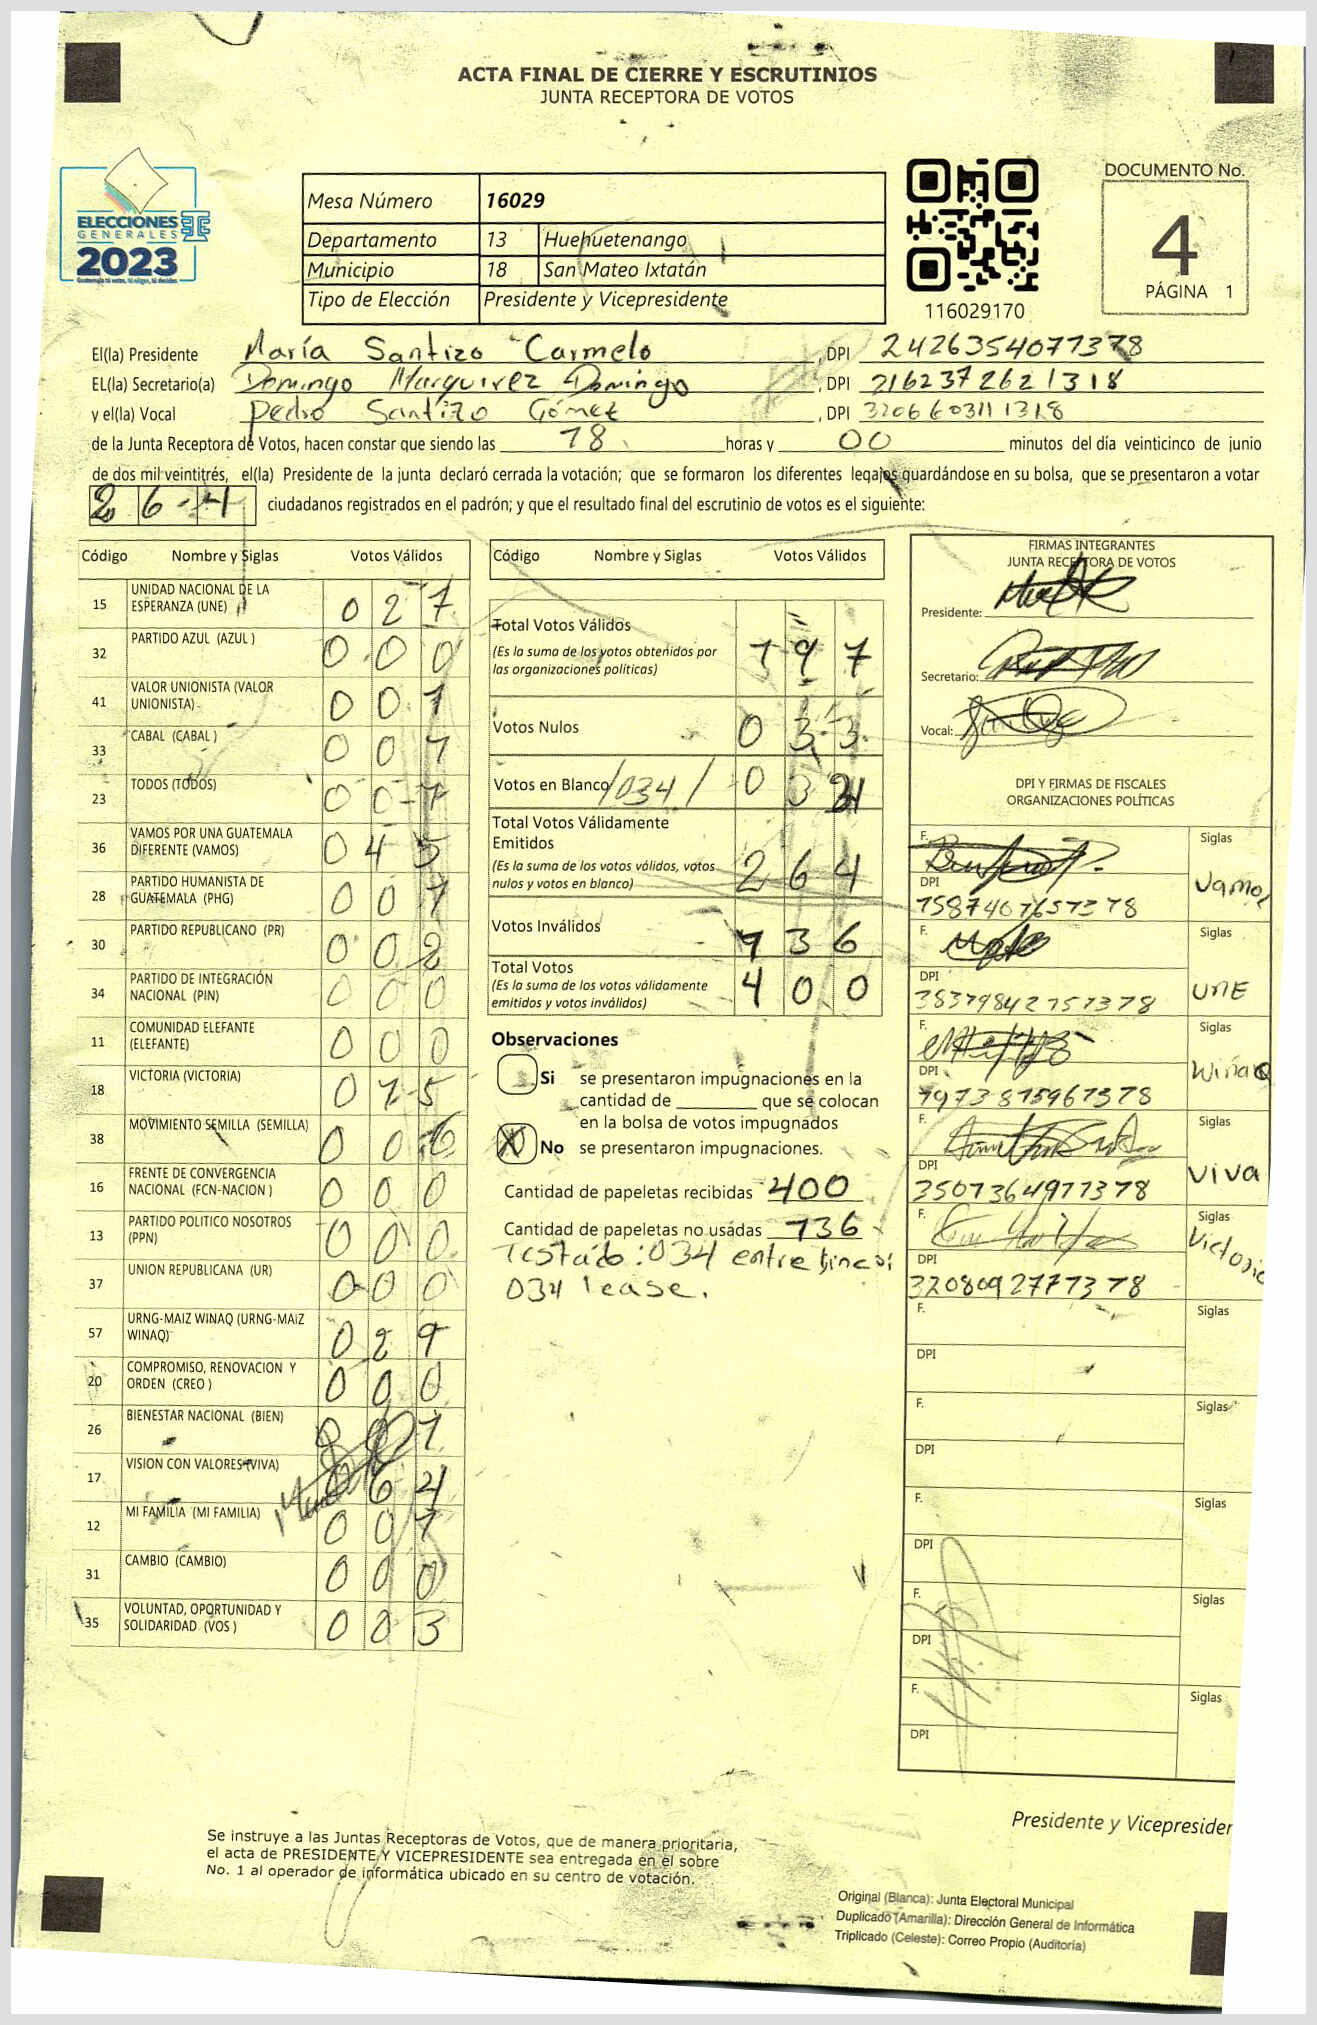 ACTA FINAL DE CIERRE Y ESCRUTINIOS
JUNTA RECEPTORA DE VOTOS
ELECCIONES
GENERALES
2023
Mesa Número 16029
Departamento 13 Huehuetenango
Municipio 18 San Mateo Ixtatán
Tipo de Elección Presidente y Vicepresidente
116029170
DOCUMENTO No.
4
PÁGINA 1
El(la) Presidente María Santizo Carmelo, DPI 2426354071378
EL(la) Secretario(a) Domingo Marquirez Domingo, DPI 2162372621318
y el(la) Vocal Pedro Santizo Gómez, DPI 3206603111318
de la Junta Receptora de Votos, hacen constar que siendo las 18 horas y 00 minutos del día veinticinco de junio
de dos mil veintitrés, el(la) Presidente de la junta declaró cerrada la votación; que se formaron los diferentes legajos guardándose en su bolsa, que se presentaron a votar
264 ciudadanos registrados en el padrón; y que el resultado final del escrutinio de votos es el siguiente:
Código Nombre y Siglas Votos Válidos
15 UNIDAD NACIONAL DE LA ESPERANZA (UNE) 027
32 PARTIDO AZUL (AZUL ) 000
41 VALOR UNIONISTA (VALOR UNIONISTA) 001
33 CABAL (CABAL ) 001
23 TODOS (TODOS) 001
36 VAMOS POR UNA GUATEMALA DIFERENTE (VAMOS) 045
28 PARTIDO HUMANISTA DE GUATEMALA (PHG) 001
30 PARTIDO REPUBLICANO (PR) 002
34 PARTIDO DE INTEGRACIÓN NACIONAL (PIN) 000
11 COMUNIDAD ELEFANTE (ELEFANTE) 000
18 VICTORIA (VICTORIA) 015
38 MOVIMIENTO SEMILLA (SEMILLA) 006
16 FRENTE DE CONVERGENCIA NACIONAL (FCN-NACION ) 000
13 PARTIDO POLITICO NOSOTROS (PPN) 000
37 UNION REPUBLICANA (UR) 000
57 URNG-MAIZ WINAQ (URNG-MAIZ WINAQ) 029
20 COMPROMISO, RENOVACION Y ORDEN (CREO ) 000
26 BIENESTAR NACIONAL (BIEN) 001
17 VISION CON VALORES (VIVA) 064
12 MI FAMILIA (MI FAMILIA) 001
31 CAMBIO (CAMBIO) 000
35 VOLUNTAD, OPORTUNIDAD Y SOLIDARIDAD (VOS ) 003
Código Nombre y Siglas Votos Válidos
Total Votos Válidos 197
(Es la suma de los votos obtenidos por
las organizaciones políticas)
Votos Nulos 033
Votos en Blanco /034/ 034
Total Votos Válidamente
Emitidos 264
(Es la suma de los votos válidos, votos
nulos y votos en blanco)
Votos Inválidos 136
Total Votos 400
(Es la suma de los votos válidamente
emitidos y votos inválidos)
Observaciones
Si se presentaron impugnaciones en la
cantidad de ________ que se colocan
en la bolsa de votos impugnados
X No se presentaron impugnaciones.
Cantidad de papeletas recibidas 400
Cantidad de papeletas no usadas 136
Testado: 034 entre lineas:
034 lease.
FIRMAS INTEGRANTES
JUNTA RECEPTORA DE VOTOS
Presidente:
Secretario:
Vocal:
DPI Y FIRMAS DE FISCALES
ORGANIZACIONES POLÍTICAS
F. Siglas Vamos
DPI 1587407651378
F. Siglas UNE
DPI
F. Siglas Winaq
DPI 1973815961378
F. Siglas VIVA
DPI 2507364971378
F. Siglas Victoria
DPI 3208092771378
F. Siglas
DPI
F. Siglas
DPI
F. Siglas
DPI
F. Siglas
DPI
F. Siglas
DPI
Presidente y Vicepresiden
Se instruye a las Juntas Receptoras de Votos, que de manera prioritaria,
el acta de PRESIDENTE Y VICEPRESIDENTE sea entregada en el sobre
No. 1 al operador de informática ubicado en su centro de votación.
Original (Blanca): Junta Electoral Municipal
Duplicado (Amarilla): Dirección General de Informática
Triplicado (Celeste): Correo Propio (Auditoría)